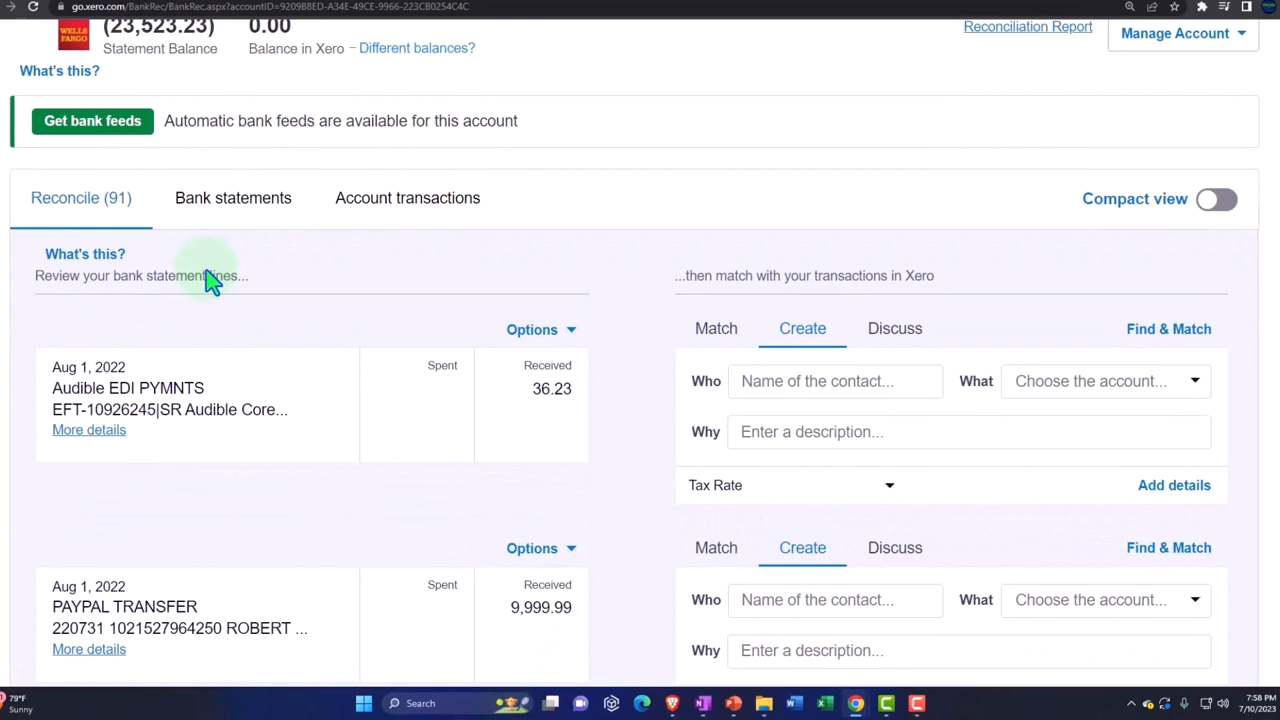 go.xero.com/BankRec/BankRec.aspx?accountID=9209B8ED-A34E-49CE-9966-223CB0254C4C
WELLS
FARGO
(23,523.23)
0.00
Statement Balance
Balance in Xero - Different balances?
Reconciliation Report
Manage Account
What's this?
Get bank feeds
Automatic bank feeds are available for this account
Reconcile (91)
Bank statements
Account transactions
Compact view
What's this?
Review your bank statement lines...
...then match with your transactions in Xero
Options
Match
Create
Discuss
Find & Match
Aug 1, 2022
Audible EDI PYMNTS
EFT-10926245|SR Audible Core...
More details
Spent
Received
36.23
Who
Name of the contact...
What
Choose the account...
Why
Enter a description...
Tax Rate
Add details
Options
Match
Create
Discuss
Find & Match
Aug 1, 2022
PAYPAL TRANSFER
220731 1021527964250 ROBERT ...
More details
Spent
Received
9,999.99
Who
Name of the contact...
What
Choose the account...
Why
Enter a description...
79°F
Sunny
Search
7:58 PM
7/10/2023